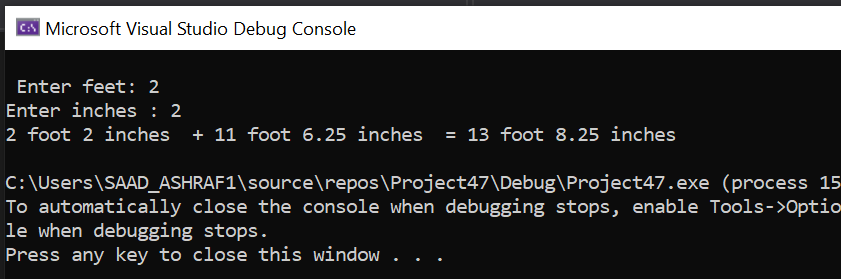 C:\ Microsoft Visual Studio Debug Console
Enter feet: 2
Enter inches : 2
2 foot 2 inches  + 11 foot 6.25 inches  = 13 foot 8.25 inches
C:\Users\SAAD_ASHRAF1\source\repos\Project47\Debug\Project47.exe (process 15
To automatically close the console when debugging stops, enable Tools->Optio
le when debugging stops.
Press any key to close this window . . .